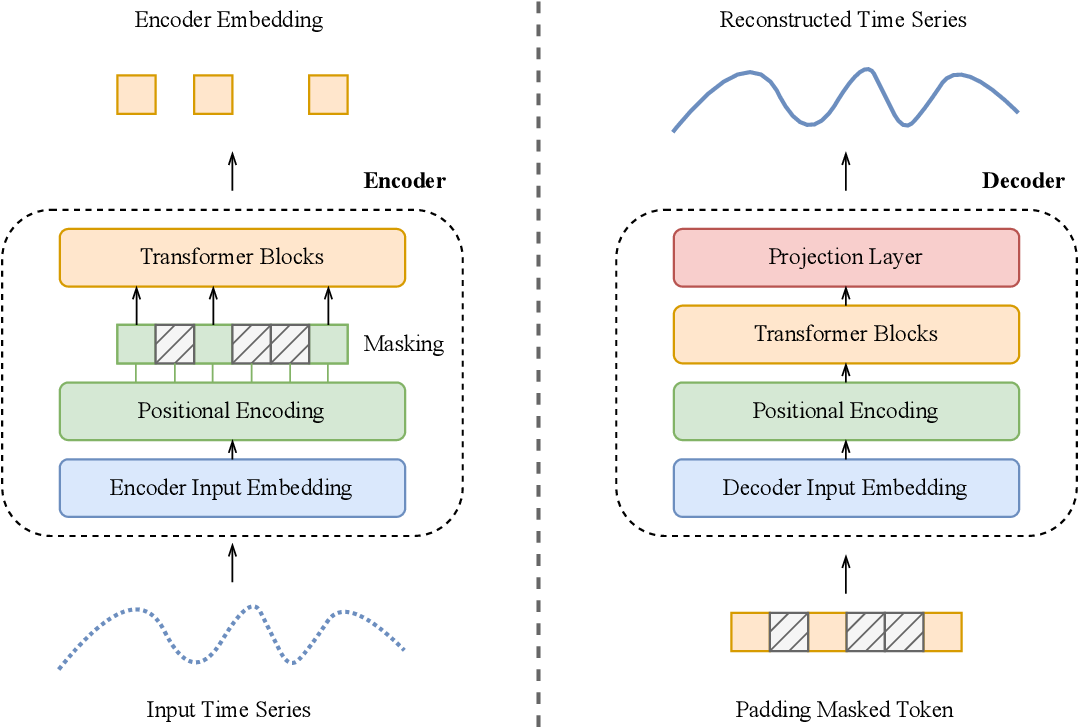 Encoder Embedding
Encoder
Transformer Blocks
Masking
Positional Encoding
Encoder Input Embedding
Input Time Series
Reconstructed Time Series
Decoder
Projection Layer
Transformer Blocks
Positional Encoding
Decoder Input Embedding
Padding Masked Token